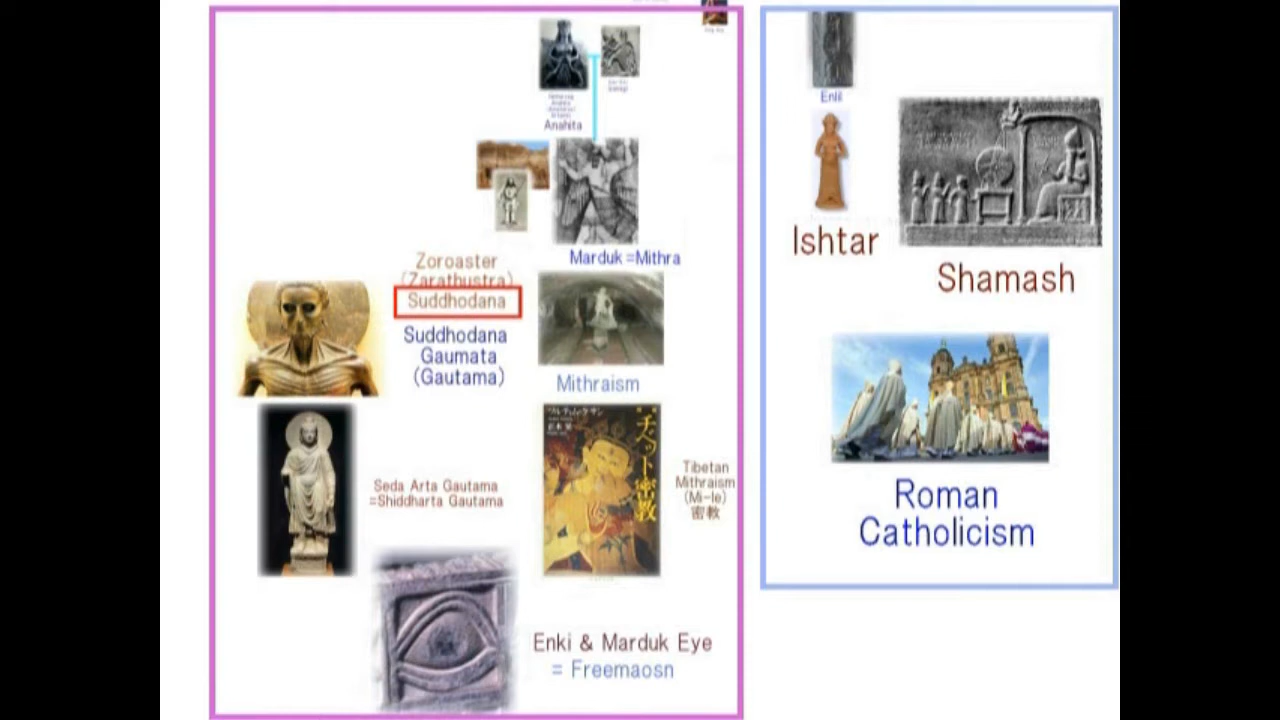 Anahita
Marduk =Mithra
Zoroaster
(Zarathustra)
Suddhodana
Suddhodana
Gaumata
(Gautama)
Mithraism
チベット密教
Seda Arta Gautama
=Shiddharta Gautama
Tibetan
Mithraism
(Mi-le)
密教
Enki & Marduk Eye
= Freemaosn
Enlil
Ishtar
Shamash
Roman
Catholicism